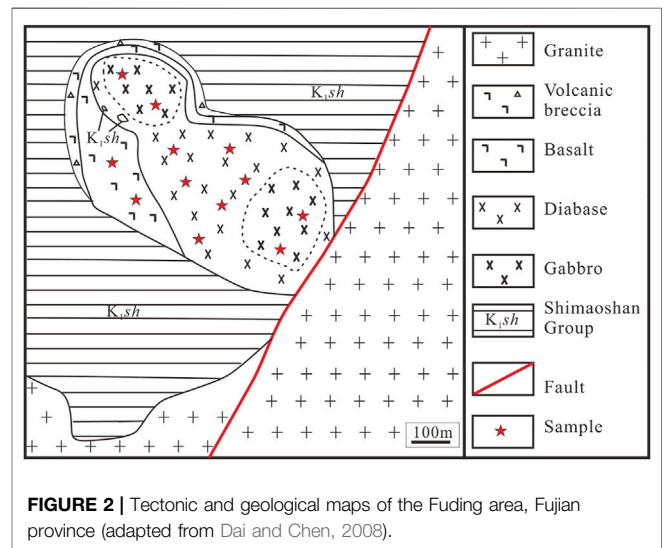 K₁sh
K₁sh
K₁sh
100m
Granite
Volcanic
breccia
Basalt
Diabase
Gabbro
K₁sh
Shimaoshan
Group
Fault
Sample
FIGURE 2 | Tectonic and geological maps of the Fuding area, Fujian
province (adapted from Dai and Chen, 2008).